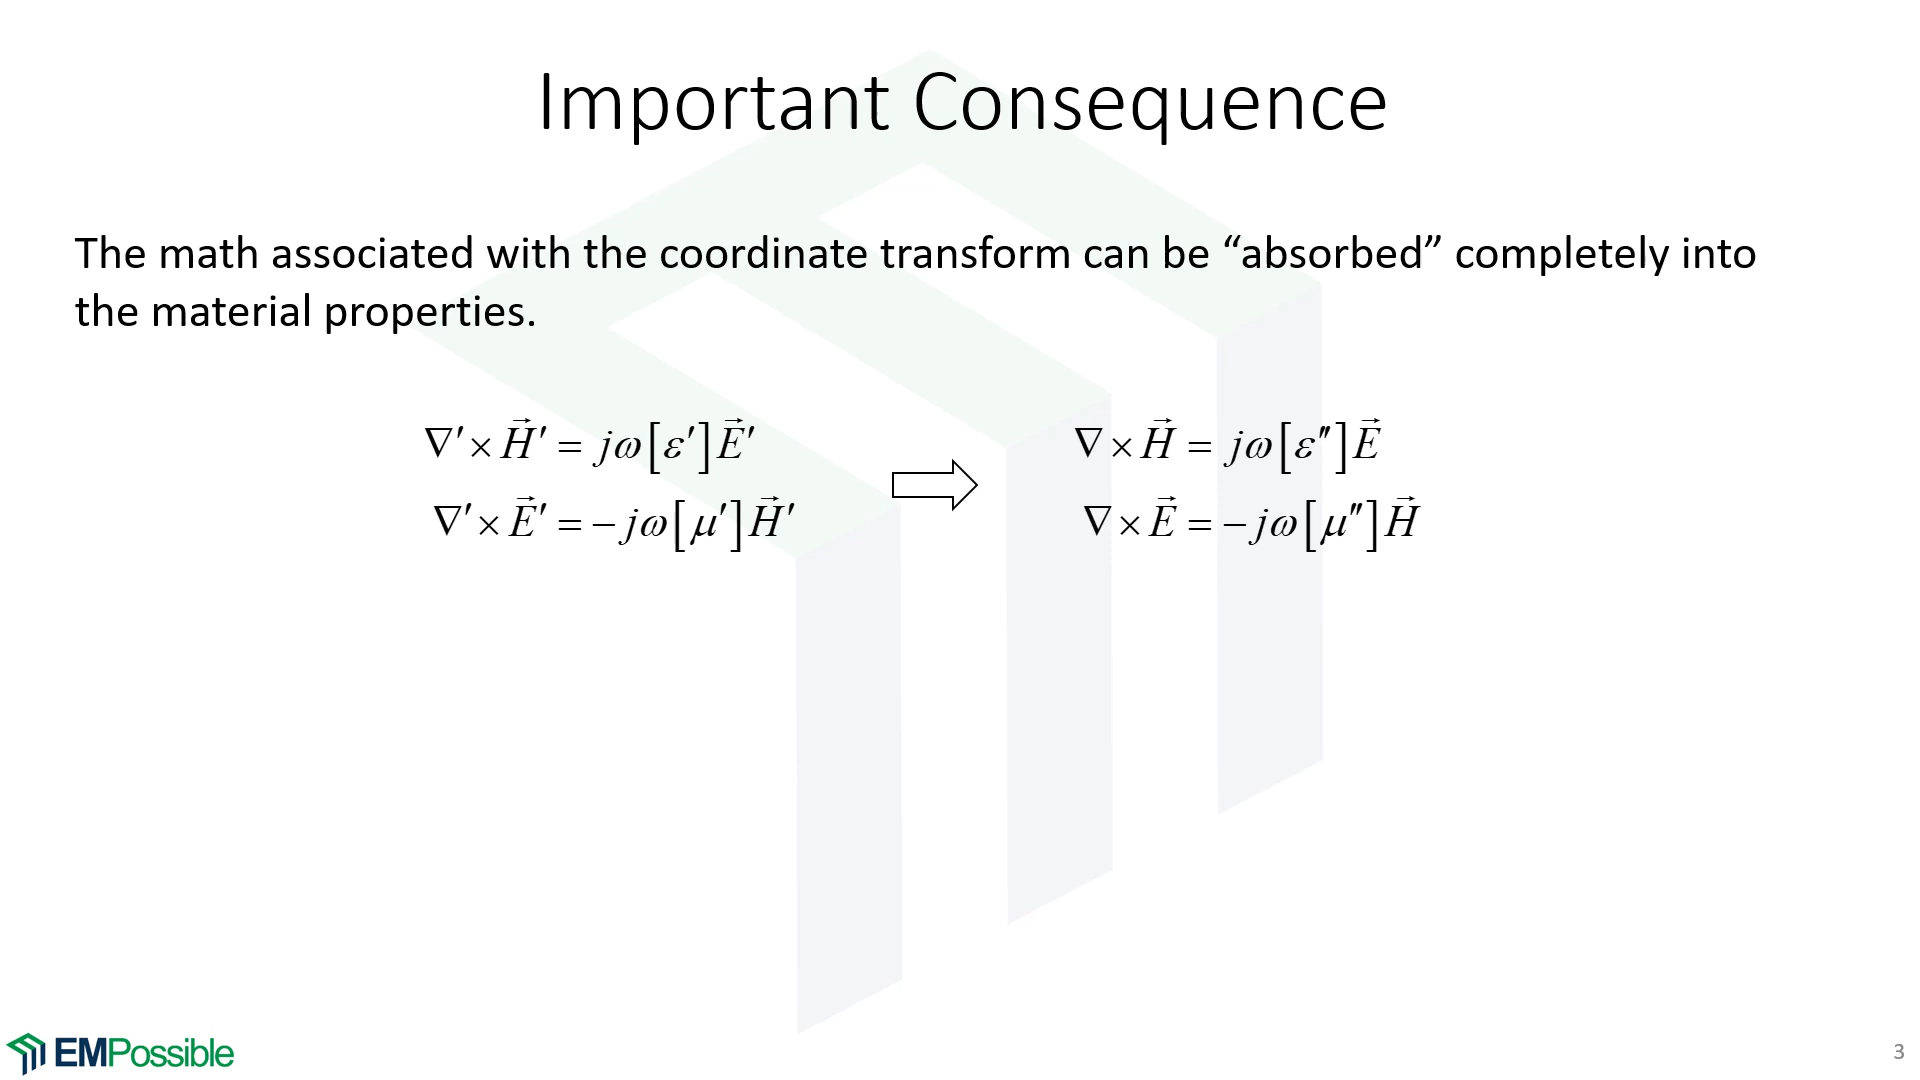 Important Consequence
The math associated with the coordinate transform can be “absorbed” completely into
the material properties.
∇′ × H⃗′ = jω[ε′]E⃗′
∇′ × E⃗′ = −jω[μ′]H⃗′
∇ × H⃗ = jω[ε″]E⃗
∇ × E⃗ = −jω[μ″]H⃗
EMPossible
3